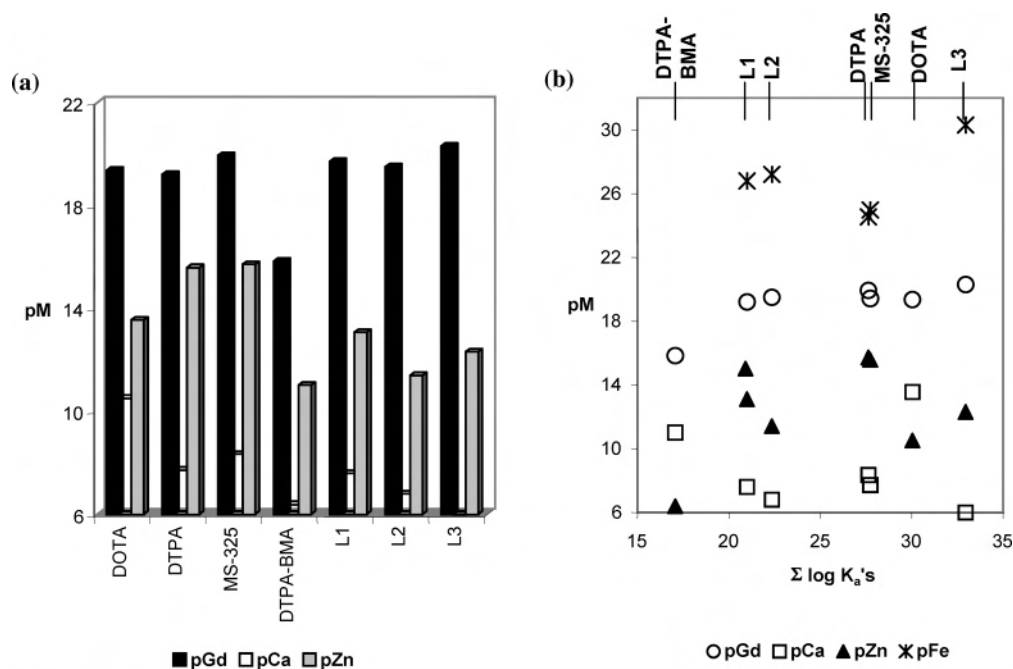 (a)
22
18
14
10
6
pM
DOTA
DTPA
MS-325
DTPA-BMA
L1
L2
L3
pGd pCa pZn
(b)
DTPA-
BMA
L1
L2
DTPA
MS-325
DOTA
L3
30
26
22
18
14
10
6
pM
15 20 25 30 35
Σ log Ka's
pGd pCa pZn pFe